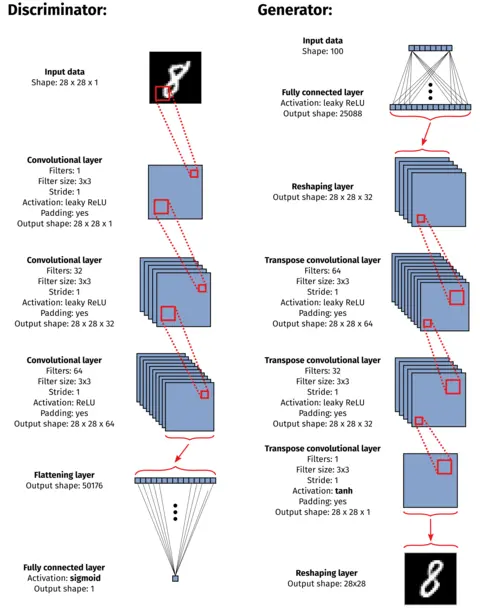 Discriminator:
Input data
Shape: 28 x 28 x 1
Convolutional layer
Filters: 1
Filter size: 3x3
Stride: 1
Activation: leaky ReLU
Padding: yes
Output shape: 28 x 28 x 1
Convolutional layer
Filters: 32
Filter size: 3x3
Stride: 1
Activation: leaky ReLU
Padding: yes
Output shape: 28 x 28 x 32
Convolutional layer
Filters: 64
Filter size: 3x3
Stride: 1
Activation: ReLU
Padding: yes
Output shape: 28 x 28 x 64
Flattening layer
Output shape: 50176
Fully connected layer
Activation: sigmoid
Output shape: 1
Generator:
Input data
Shape: 100
Fully connected layer
Activation: leaky ReLU
Output shape: 25088
Reshaping layer
Output shape: 28 x 28 x 32
Transpose convolutional layer
Filters: 64
Filter size: 3x3
Stride: 1
Activation: leaky ReLU
Padding: yes
Output shape: 28 x 28 x 64
Transpose convolutional layer
Filters: 32
Filter size: 3x3
Stride: 1
Activation: leaky ReLU
Padding: yes
Output shape: 28 x 28 x 32
Transpose convolutional layer
Filters: 1
Filter size: 3x3
Stride: 1
Activation: tanh
Padding: yes
Output shape: 28 x 28 x 1
Reshaping layer
Output shape: 28x28
8
8